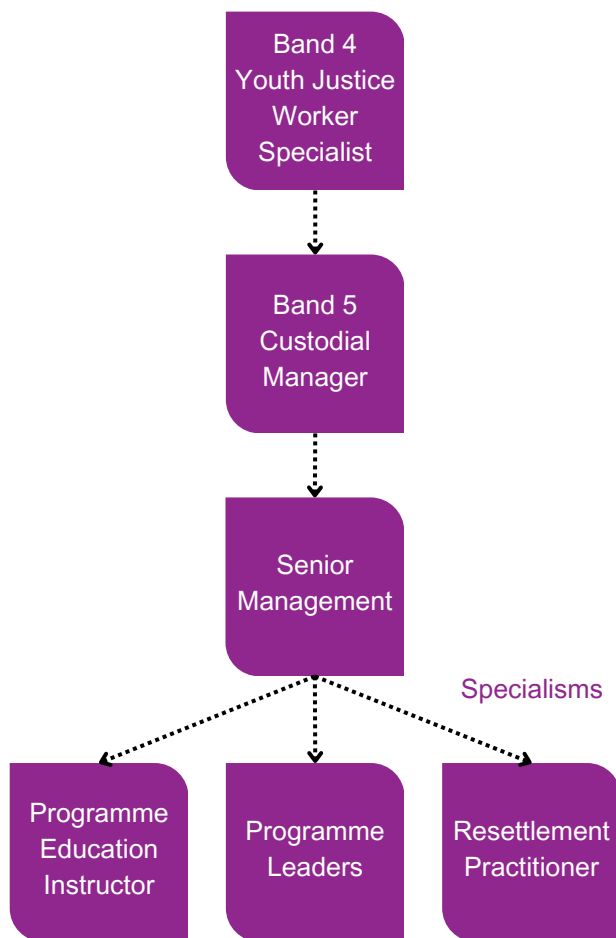 Band 4
Youth Justice
Worker
Specialist
Band 5
Custodial
Manager
Senior
Management
Specialisms
Programme
Education
Instructor
Programme
Leaders
Resettlement
Practitioner